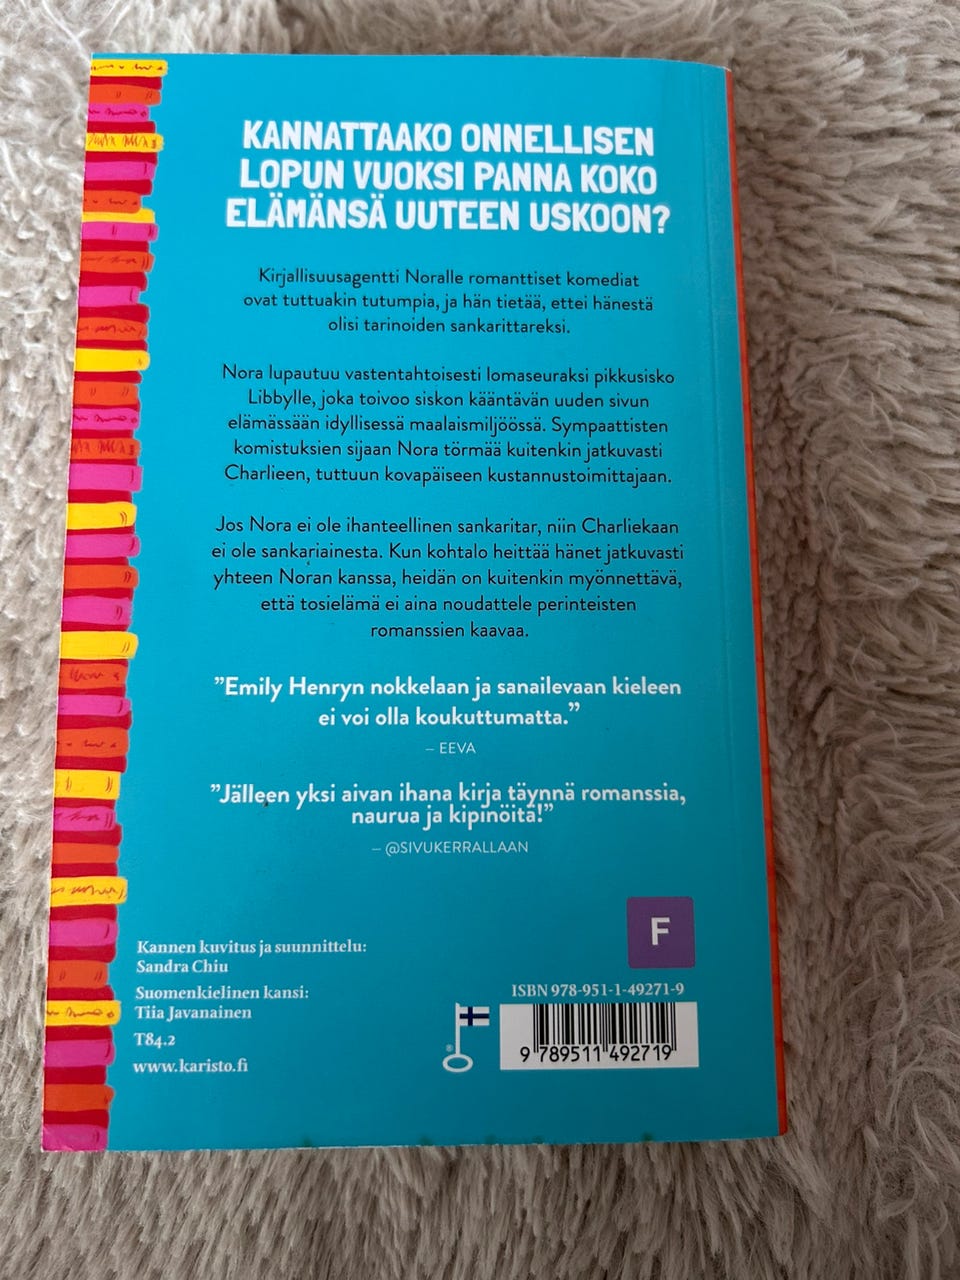 KANNATTAAKO ONNELLISEN
LOPUN VUOKSI PANNA KOKO
ELÄMÄNSÄ UUTEEN USKOON?
Kirjallisuusagentti Noralle romanttiset komediat
ovat tuttuakin tutumpia, ja hän tietää, ettei hänestä
olisi tarinoiden sankarittareksi.
Nora lupautuu vastentahtoisesti lomaseuraksi pikkusisko
Libbylle, joka toivoo siskon kääntävän uuden sivun
elämässään idyllisessä maalaismiljöössä. Sympaattisten
komistuksien sijaan Nora törmää kuitenkin jatkuvasti
Charlieen, tuttuun kovapäiseen kustannustoimittajaan.
Jos Nora ei ole ihanteellinen sankaritar, niin Charliekaan
ei ole sankariainesta. Kun kohtalo heittää hänet jatkuvasti
yhteen Noran kanssa, heidän on kuitenkin myönnettävä,
että tosielämä ei aina noudattele perinteisten
romanssien kaavaa.
”Emily Henryn nokkelaan ja sanailevaan kieleen
ei voi olla koukuttumatta.”
– EEVA
”Jälleen yksi aivan ihana kirja täynnä romanssia,
naurua ja kipinöitä!”
– @SIVUKERRALLAAN
F
Kannen kuvitus ja suunnittelu:
Sandra Chiu
Suomenkielinen kansi:
Tiia Javanainen
T84.2
www.karisto.fi
ISBN 978-951-1-49271-9
®
9 789511 492719